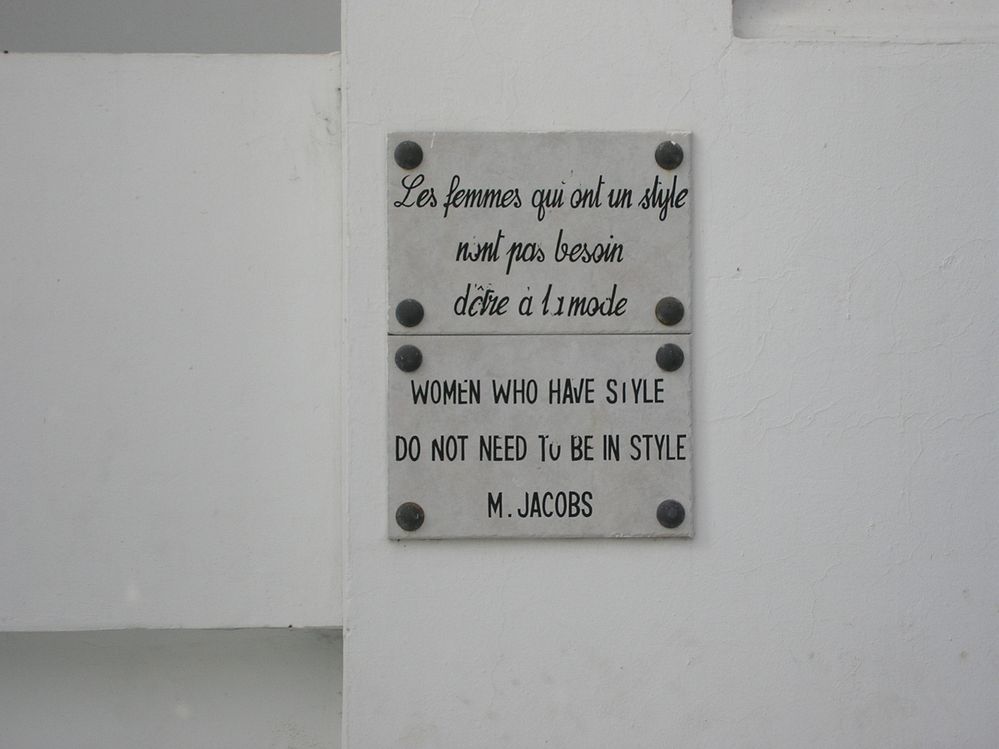 Les femmes qui ont un style
n'ont pas besoin
d'être à la mode
WOMEN WHO HAVE STYLE
DO NOT NEED TO BE IN STYLE
M. JACOBS